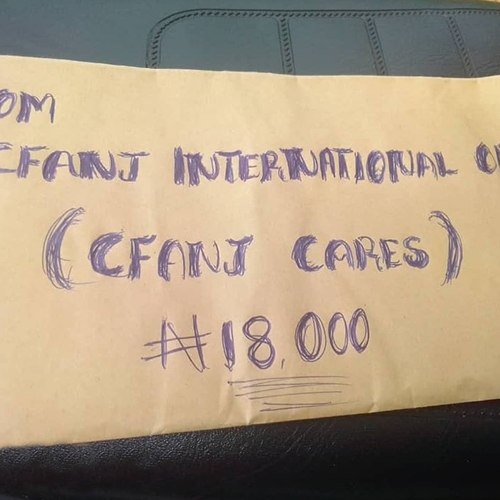 OM
CFANJ INTERNATIONAL
(CFANJ CARES)
₦18,000